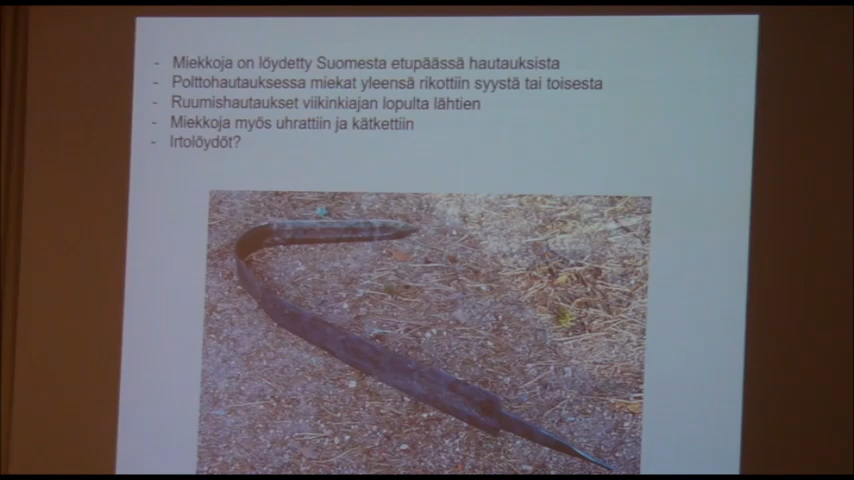 - Miekkoja on löydetty Suomesta etupäässä hautauksista
- Polttohautauksessa miekat yleensä rikottiin syystä tai toisesta
- Ruumishautaukset viikinkiajan lopulta lähtien
- Miekkoja myös uhrattiin ja kätkettiin
- Irtolöydöt?